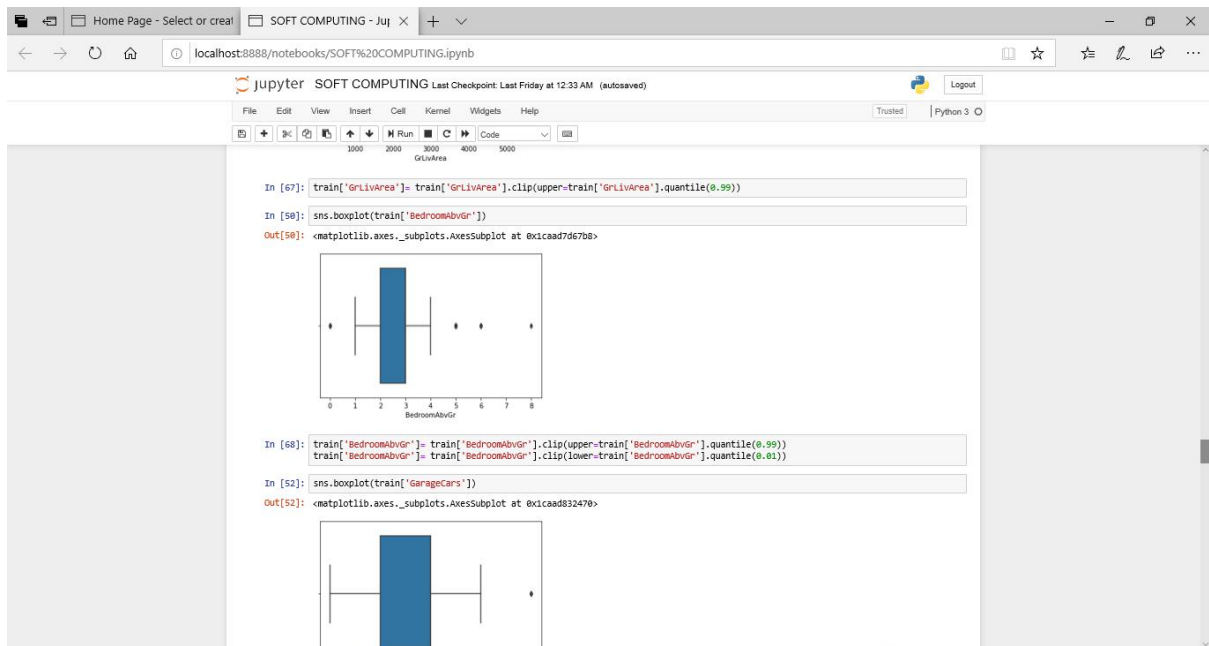 Home Page - Select or creat
SOFT COMPUTING - Ju
localhost:8888/notebooks/SOFT%20COMPUTING.ipynb
jupyter SOFT COMPUTING Last Checkpoint: Last Friday at 12:33 AM (autosaved)
Logout
File Edit View Insert Cell Kernel Widgets Help
Trusted
Python 3
Run
Code
1000 2000 3000 4000 5000
GrLivArea
In [67]: train['GrLivArea']= train['GrLivArea'].clip(upper=train['GrLivArea'].quantile(0.99))
In [50]: sns.boxplot(train['BedroomAbvGr'])
Out[50]: <matplotlib.axes._subplots.AxesSubplot at 0x1caad7d67b8>
0 1 2 3 4 5 6 7 8
BedroomAbvGr
In [68]: train['BedroomAbvGr']= train['BedroomAbvGr'].clip(upper=train['BedroomAbvGr'].quantile(0.99))
train['BedroomAbvGr']= train['BedroomAbvGr'].clip(lower=train['BedroomAbvGr'].quantile(0.01))
In [52]: sns.boxplot(train['GarageCars'])
Out[52]: <matplotlib.axes._subplots.AxesSubplot at 0x1caad832470>